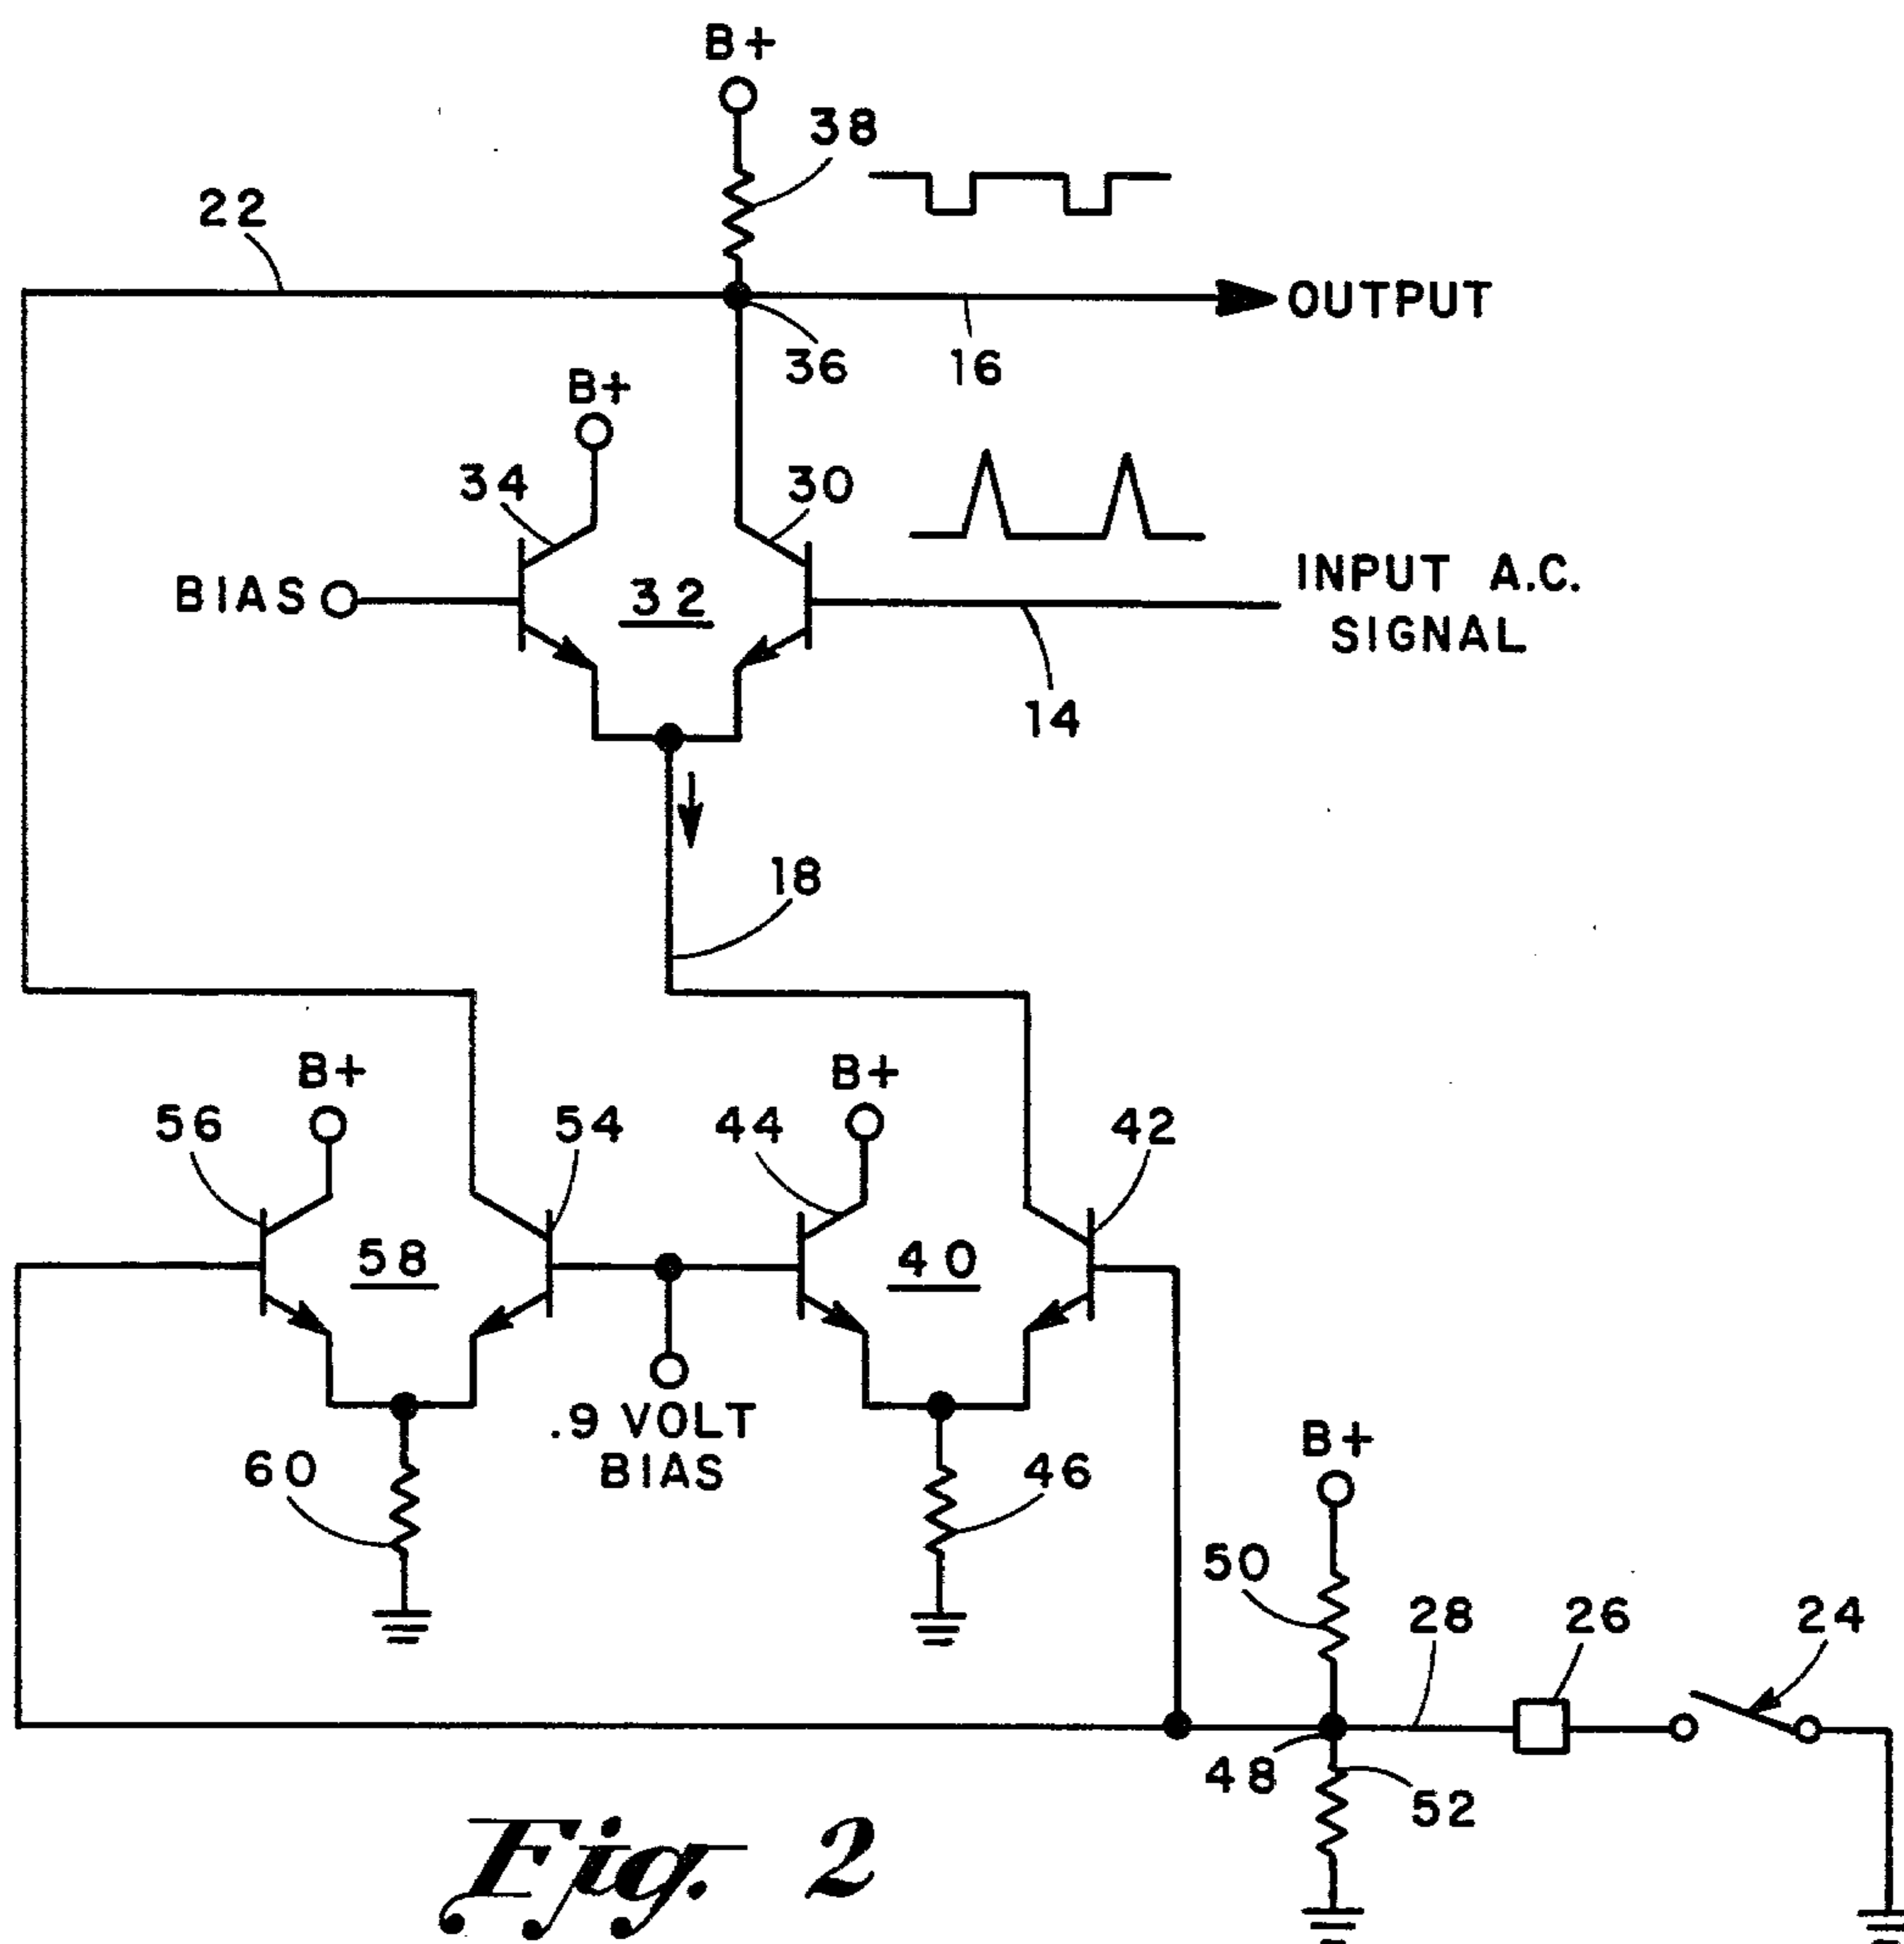 B+
38
22
OUTPUT
36
16
B+
34
30
BIAS
32
INPUT A.C.
SIGNAL
14
18
B+
B+
56
54
44
42
58
40
.9 VOLT
BIAS
60
46
B+
50
28
26
24
48
52
Fig. 2